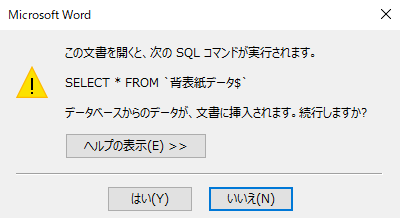 Microsoft Word
この文書を開くと、次の SQL コマンドが実行されます。
SELECT * FROM `背表紙データ$`
データベースからのデータが、文書に挿入されます。続行しますか?
ヘルプの表示(E) >>
はい(Y)
いいえ(N)